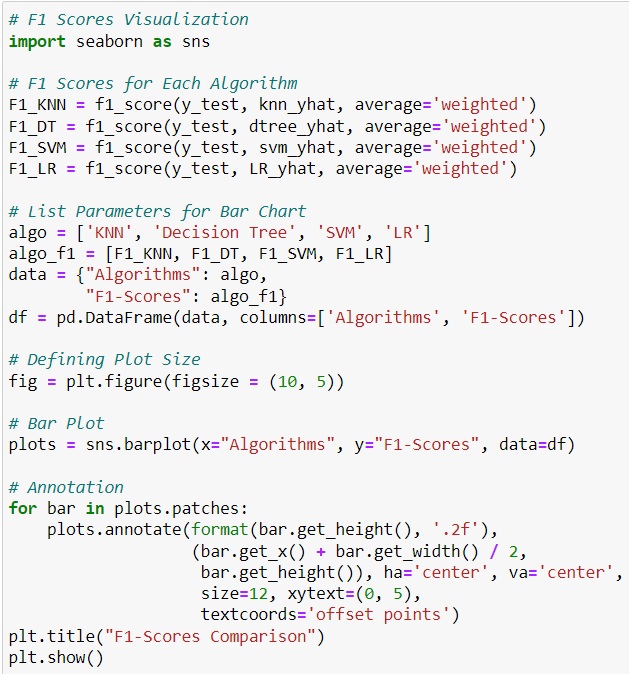 # F1 Scores Visualization
import seaborn as sns

# F1 Scores for Each Algorithm
F1_KNN = f1_score(y_test, knn_yhat, average='weighted')
F1_DT = f1_score(y_test, dtree_yhat, average='weighted')
F1_SVM = f1_score(y_test, svm_yhat, average='weighted')
F1_LR = f1_score(y_test, LR_yhat, average='weighted')

# List Parameters for Bar Chart
algo = ['KNN', 'Decision Tree', 'SVM', 'LR']
algo_f1 = [F1_KNN, F1_DT, F1_SVM, F1_LR]
data = {"Algorithms": algo,
        "F1-Scores": algo_f1}
df = pd.DataFrame(data, columns=['Algorithms', 'F1-Scores'])

# Defining Plot Size
fig = plt.figure(figsize = (10, 5))

# Bar Plot
plots = sns.barplot(x="Algorithms", y="F1-Scores", data=df)

# Annotation
for bar in plots.patches:
    plots.annotate(format(bar.get_height(), '.2f'),
                   (bar.get_x() + bar.get_width() / 2,
                    bar.get_height()), ha='center', va='center',
                    size=12, xytext=(0, 5),
                    textcoords='offset points')
plt.title("F1-Scores Comparison")
plt.show()